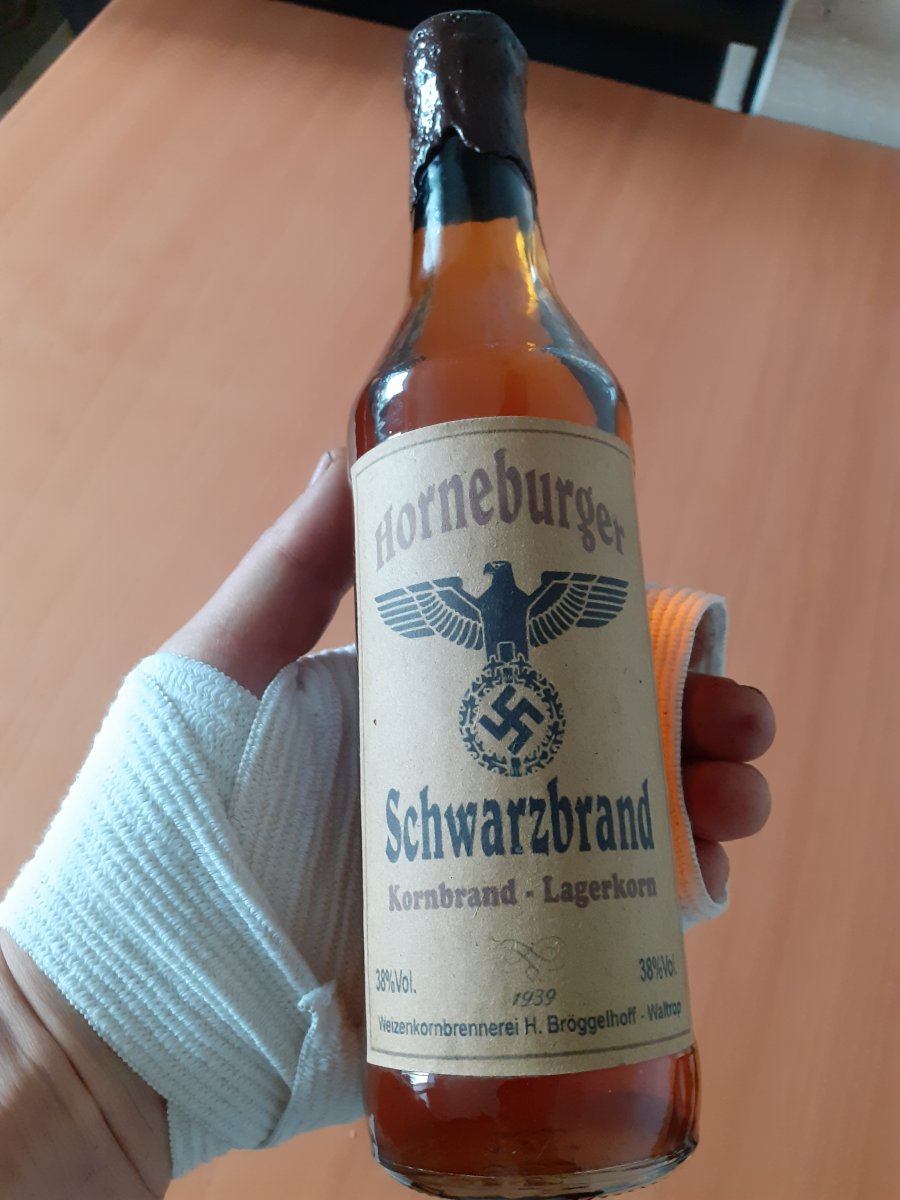 Horneburger
Schwarzbrand
Kornbrand - Lagerkorn
38%Vol. 38%Vol.
1939
Weizenkornbrennerei H. Bröggelhoff - Waltrop